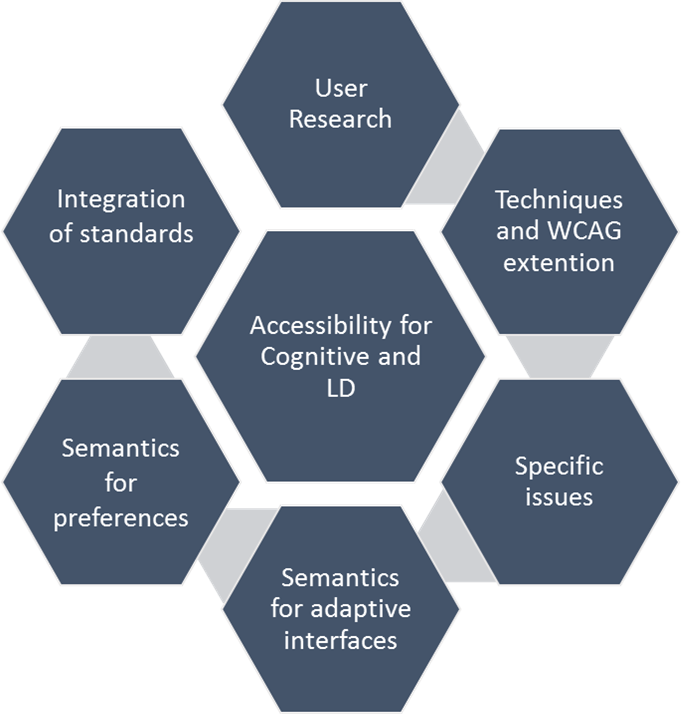 User
Research
Techniques
and WCAG
extention
Specific
issues
Semantics
for adaptive
interfaces
Semantics
for
preferences
Integration
of standards
Accessibility for
Cognitive and
LD